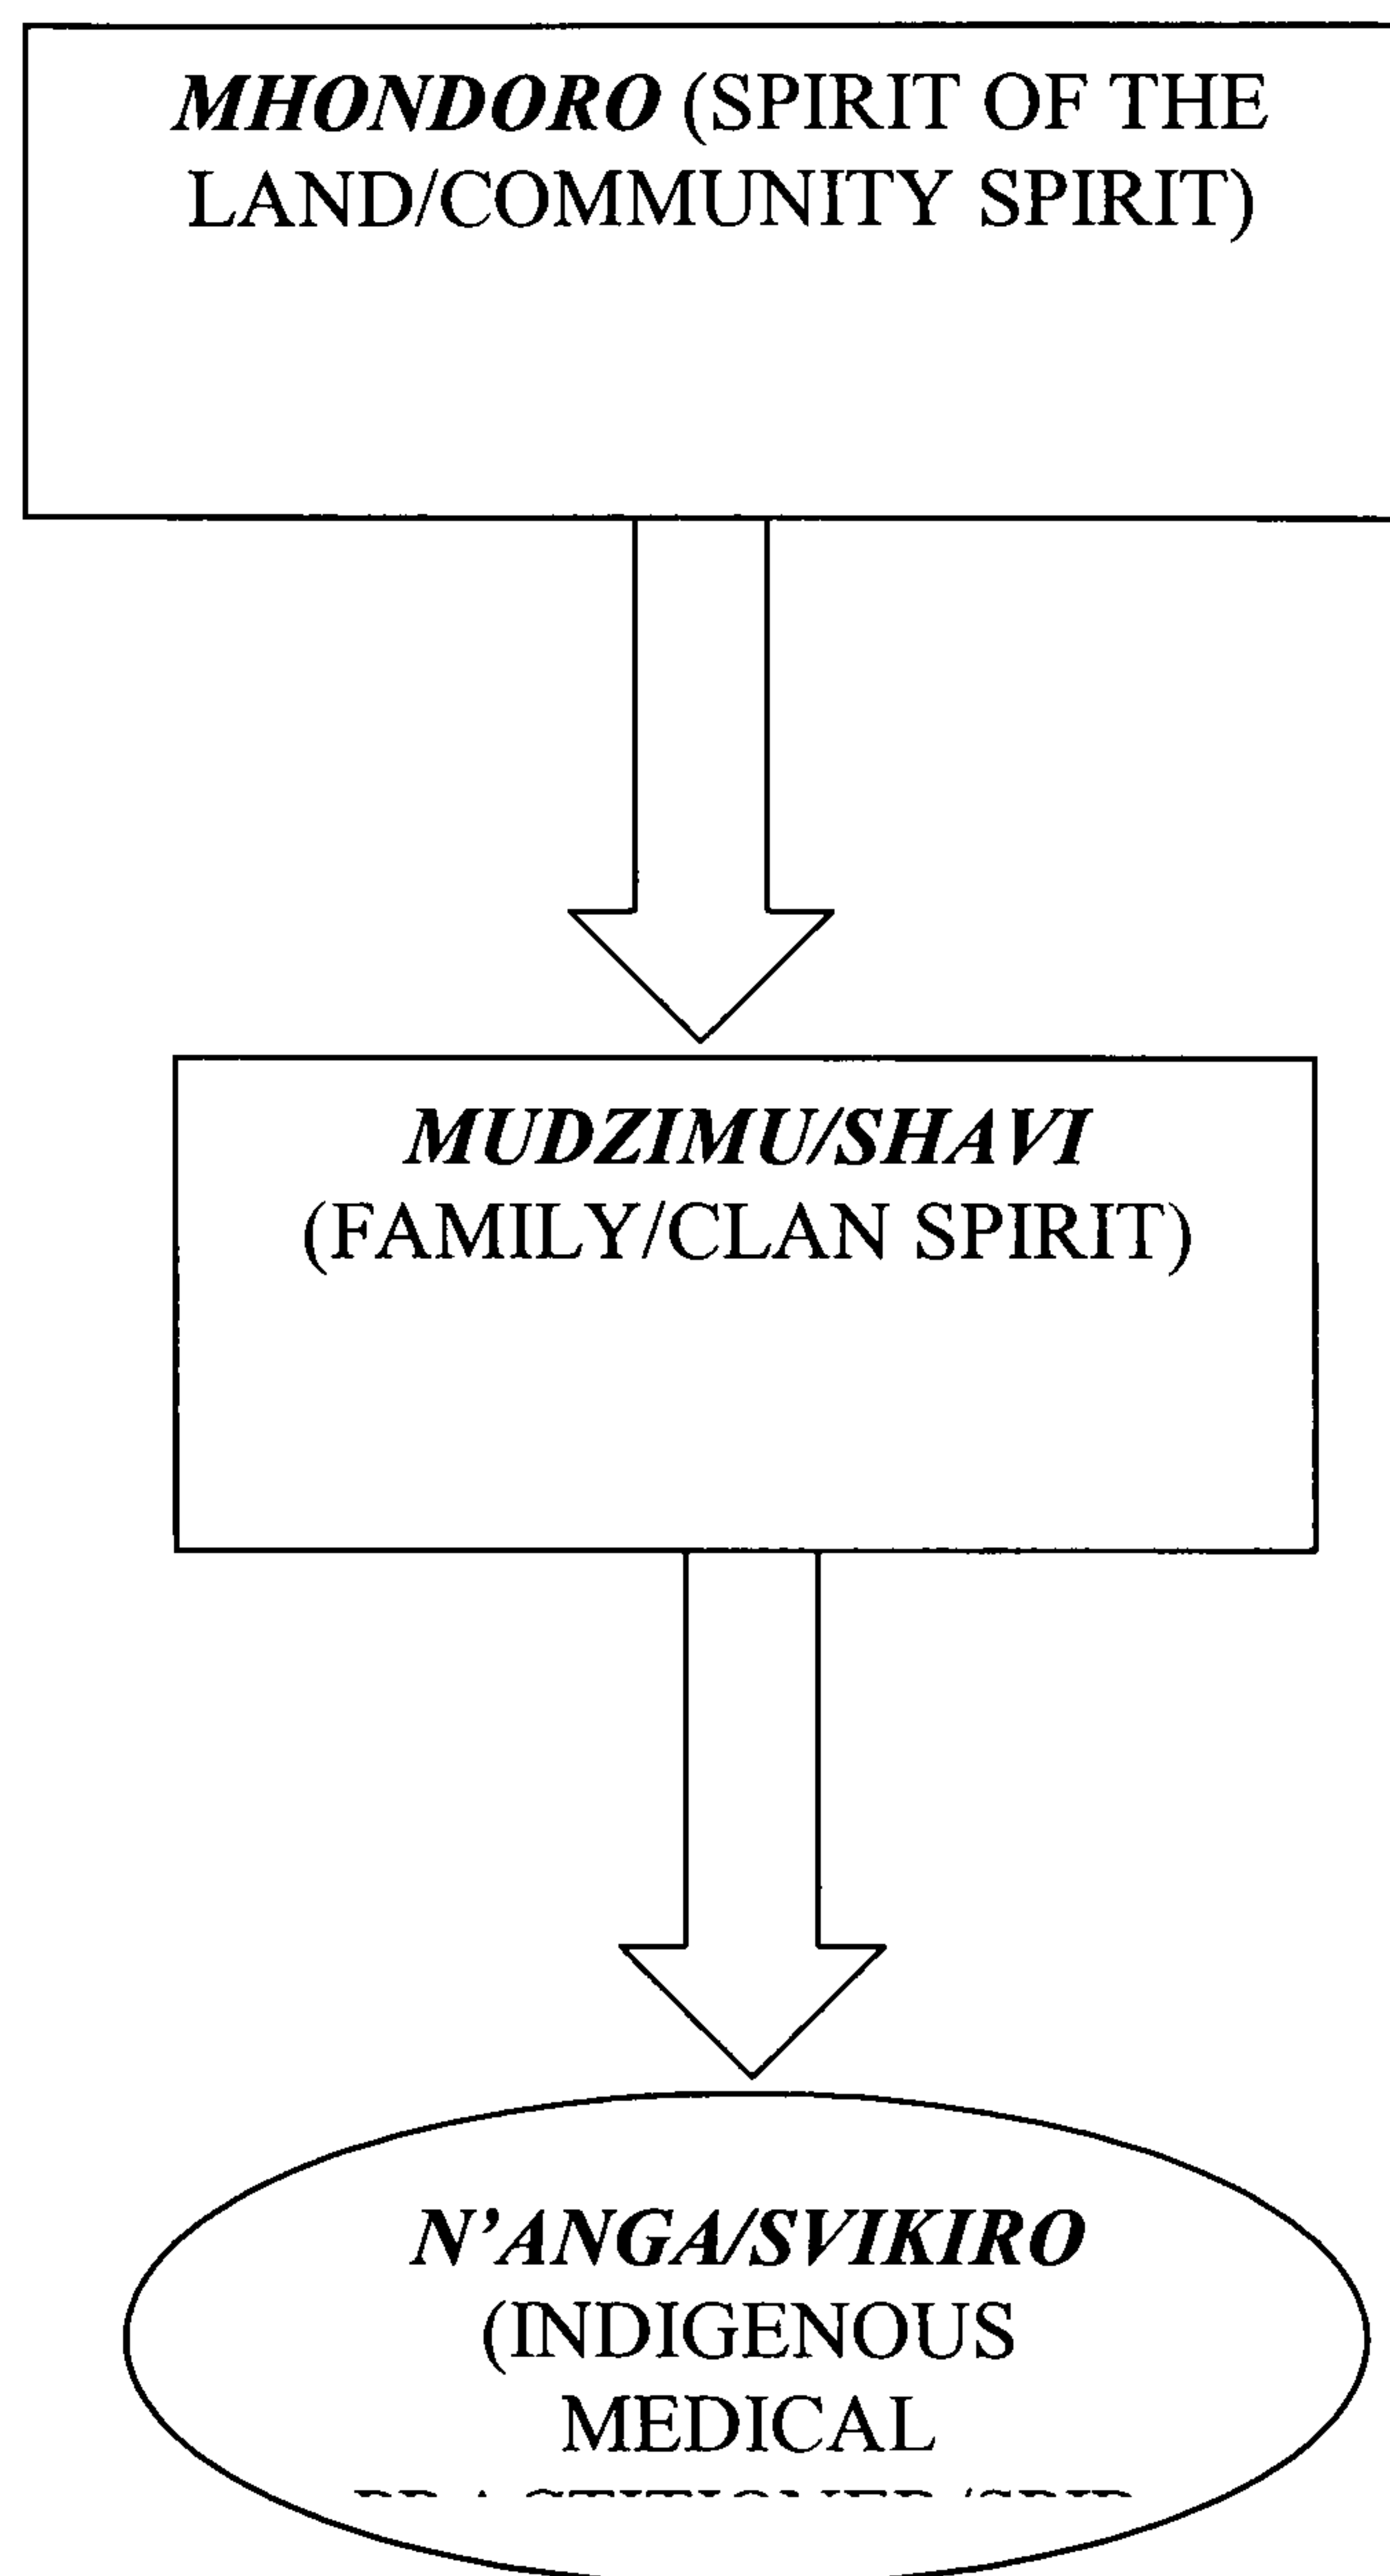 MHONDORO (SPIRIT OF THE
LAND/COMMUNITY SPIRIT)
MUDZIMU/SHAVI
(FAMILY/CLAN SPIRIT)
N’ANGA/SVIKIRO
(INDIGENOUS
MEDICAL